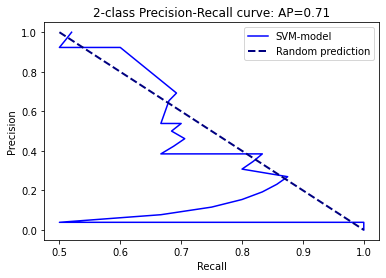 2-class Precision-Recall curve: AP=0.71
SVM-model
Random prediction
Precision
1.0
0.8
0.6
0.4
0.2
0.0
0.5 0.6 0.7 0.8 0.9 1.0
Recall